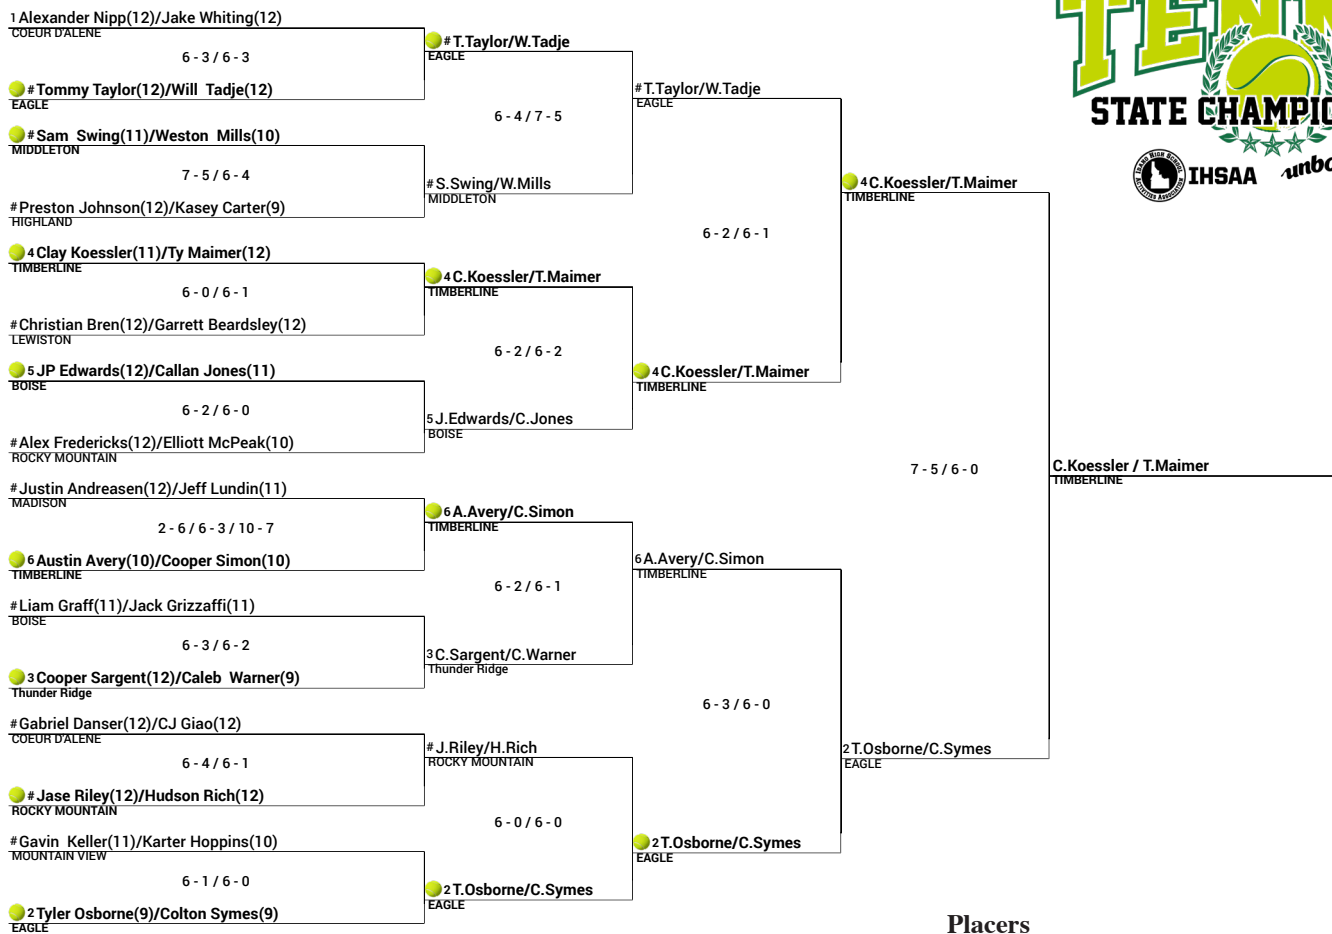 1 Alexander Nipp(12)/Jake Whiting(12)
COEUR D'ALENE
6 - 3 / 6 - 3
# Tommy Taylor(12)/Will Tadje(12)
EAGLE
# Sam Swing(11)/Weston Mills(10)
MIDDLETON
7 - 5 / 6 - 4
# Preston Johnson(12)/Kasey Carter(9)
HIGHLAND
4 Clay Koessler(11)/Ty Maimer(12)
TIMBERLINE
6 - 0 / 6 - 1
# Christian Bren(12)/Garrett Beardsley(12)
LEWISTON
5 JP Edwards(12)/Callan Jones(11)
BOISE
6 - 2 / 6 - 0
# Alex Fredericks(12)/Elliott McPeak(10)
ROCKY MOUNTAIN
# Justin Andreasen(12)/Jeff Lundin(11)
MADISON
2 - 6 / 6 - 3 / 10 - 7
6 Austin Avery(10)/Cooper Simon(10)
TIMBERLINE
# Liam Graff(11)/Jack Grizzaffi(11)
BOISE
6 - 3 / 6 - 2
3 Cooper Sargent(12)/Caleb Warner(9)
Thunder Ridge
# Gabriel Danser(12)/CJ Giao(12)
COEUR D'ALENE
6 - 4 / 6 - 1
# Jase Riley(12)/Hudson Rich(12)
ROCKY MOUNTAIN
# Gavin Keller(11)/Karter Hoppins(10)
MOUNTAIN VIEW
6 - 1 / 6 - 0
2 Tyler Osborne(9)/Colton Symes(9)
EAGLE
# T.Taylor/W.Tadje
EAGLE
6 - 4 / 7 - 5
# S.Swing/W.Mills
MIDDLETON
4 C.Koessler/T.Maimer
TIMBERLINE
6 - 2 / 6 - 2
5 J.Edwards/C.Jones
BOISE
6 A.Avery/C.Simon
TIMBERLINE
6 - 2 / 6 - 1
3 C.Sargent/C.Warner
Thunder Ridge
# J.Riley/H.Rich
ROCKY MOUNTAIN
6 - 0 / 6 - 0
2 T.Osborne/C.Symes
EAGLE
# T.Taylor/W.Tadje
EAGLE
6 - 2 / 6 - 1
4 C.Koessler/T.Maimer
TIMBERLINE
6 A.Avery/C.Simon
TIMBERLINE
6 - 3 / 6 - 0
2 T.Osborne/C.Symes
EAGLE
4 C.Koessler/T.Maimer
TIMBERLINE
7 - 5 / 6 - 0
2 T.Osborne/C.Symes
EAGLE
C.Koessler / T.Maimer
TIMBERLINE
TENN
STATE CHAMPIO
IDAHO HIGH SCHOOL
ACTIVITIES ASSOCIATION
IHSAA
unbo
Placers